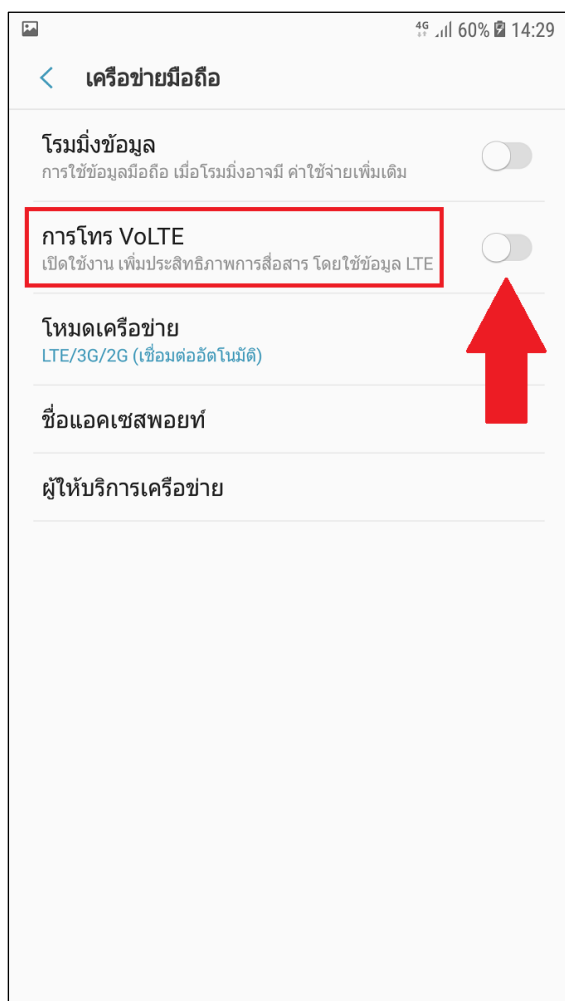 4G 60% 14:29
เครือข่ายมือถือ
โรมมิ่งข้อมูล
การใช้ข้อมูลมือถือ เมื่อโรมมิ่งอาจมี ค่าใช้จ่ายเพิ่มเติม
การโทร VoLTE
เปิดใช้งาน เพิ่มประสิทธิภาพการสื่อสาร โดยใช้ข้อมูล LTE
โหมดเครือข่าย
LTE/3G/2G (เชื่อมต่ออัตโนมัติ)
ชื่อแอคเซสพอยท์
ผู้ให้บริการเครือข่าย